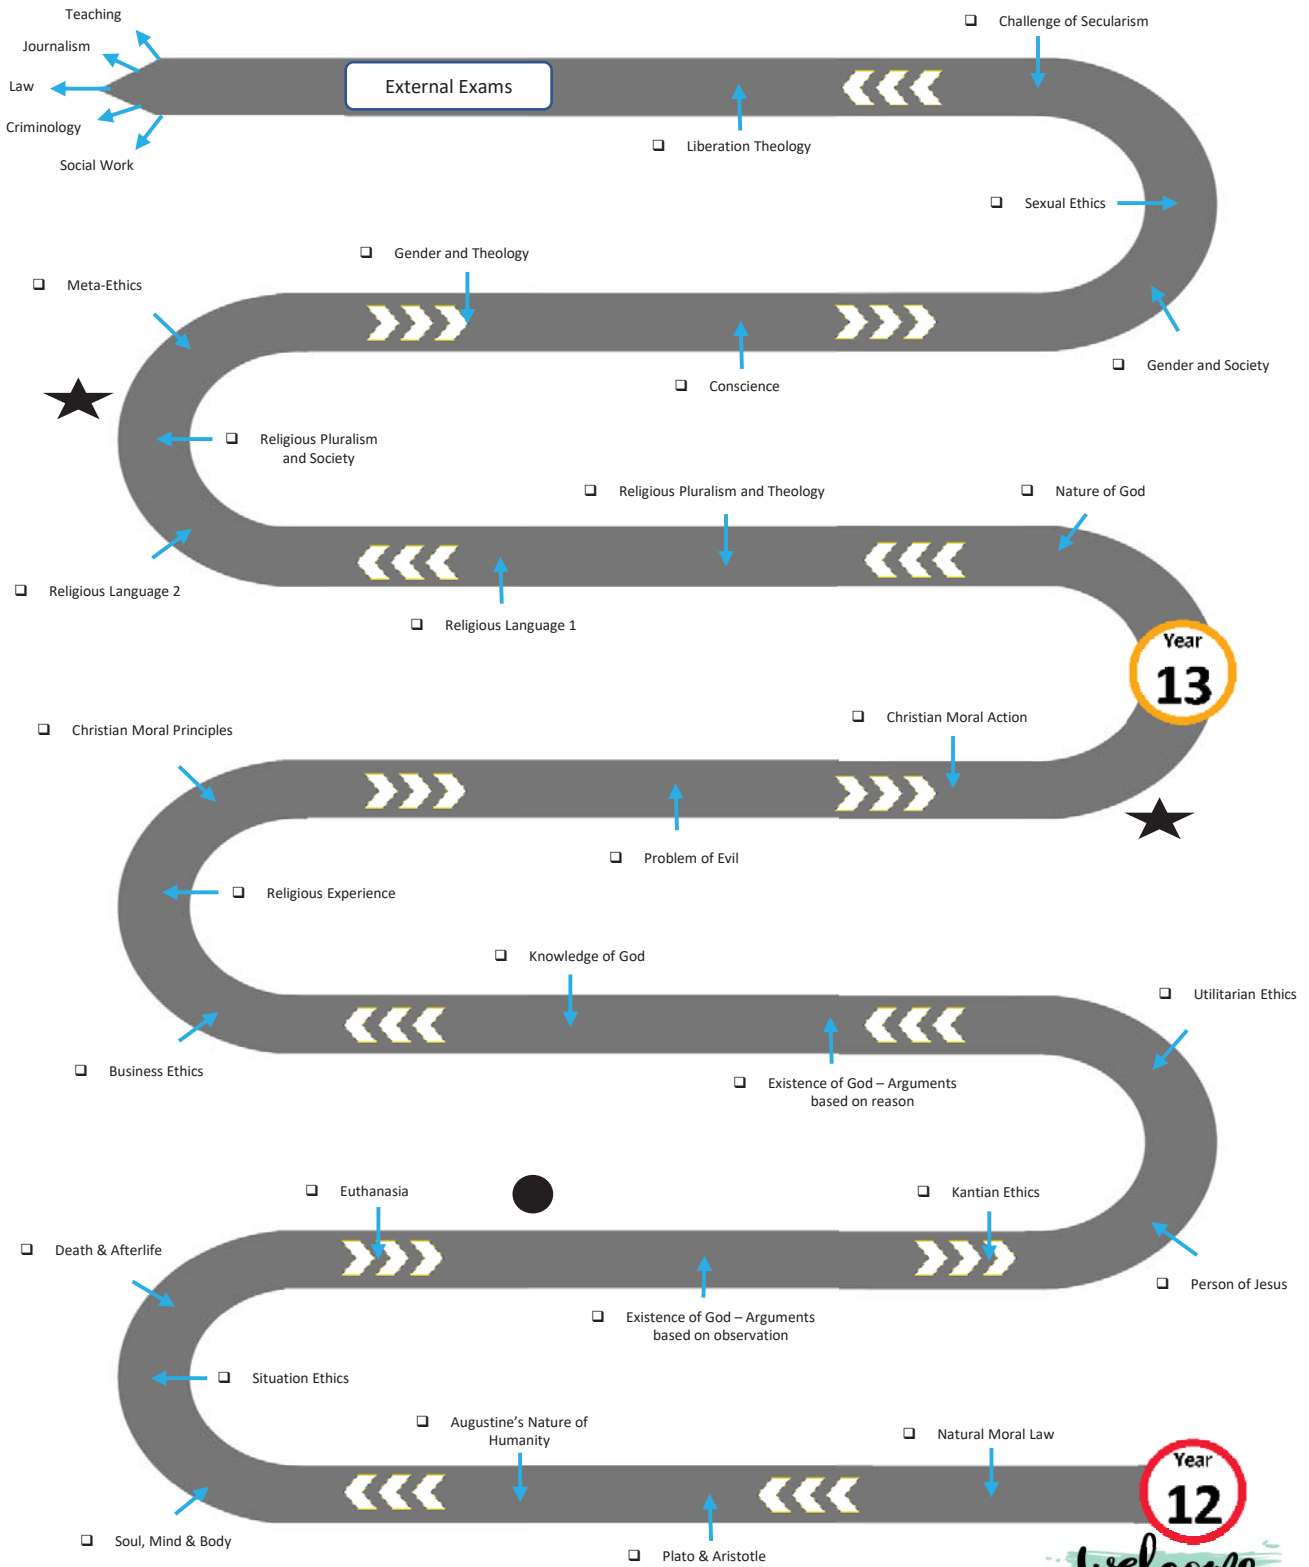 Teaching
Challenge of Secularism
Journalism
Law
External Exams
Criminology
Liberation Theology
Social Work
Sexual Ethics
Gender and Theology
Meta-Ethics
Gender and Society
Conscience
Religious Pluralism
and Society
Religious Pluralism and Theology
Nature of God
Religious Language 2
Religious Language 1
Year
13
Christian Moral Action
Christian Moral Principles
Problem of Evil
Religious Experience
Knowledge of God
Utilitarian Ethics
Business Ethics
Existence of God – Arguments
based on reason
Euthanasia
Kantian Ethics
Death & Afterlife
Person of Jesus
Existence of God – Arguments
based on observation
Situation Ethics
Augustine's Nature of
Humanity
Natural Moral Law
Year
12
Soul, Mind & Body
Plato & Aristotle
welcome